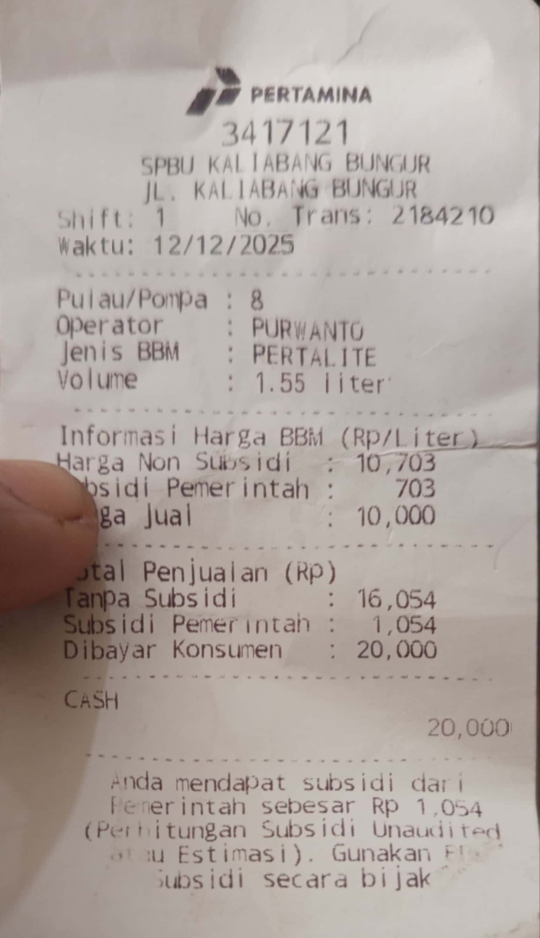 PERTAMINA
3417121
SPBU KALIABANG BUNGUR
JL. KALIABANG BUNGUR
Shift: 1 No. Trans: 2184210
Waktu: 12/12/2025
Pulau/Pompa : 8
Operator : PURWANTO
Jenis BBM : PERTALITE
Volume : 1.55 liter
Informasi Harga BBM (Rp/Liter)
Harga Non Subsidi : 10,703
bsidi Pemerintah : 703
ga Jual : 10,000
otal Penjualan (Rp)
Tanpa Subsidi : 16,054
Subsidi Pemerintah : 1,054
Dibayar Konsumen : 20,000
CASH
20,000
Anda mendapat subsidi dari
Pemerintah sebesar Rp 1,054
(Perhitungan Subsidi Unaudited
atau Estimasi). Gunakan
Subsidi secara bijak